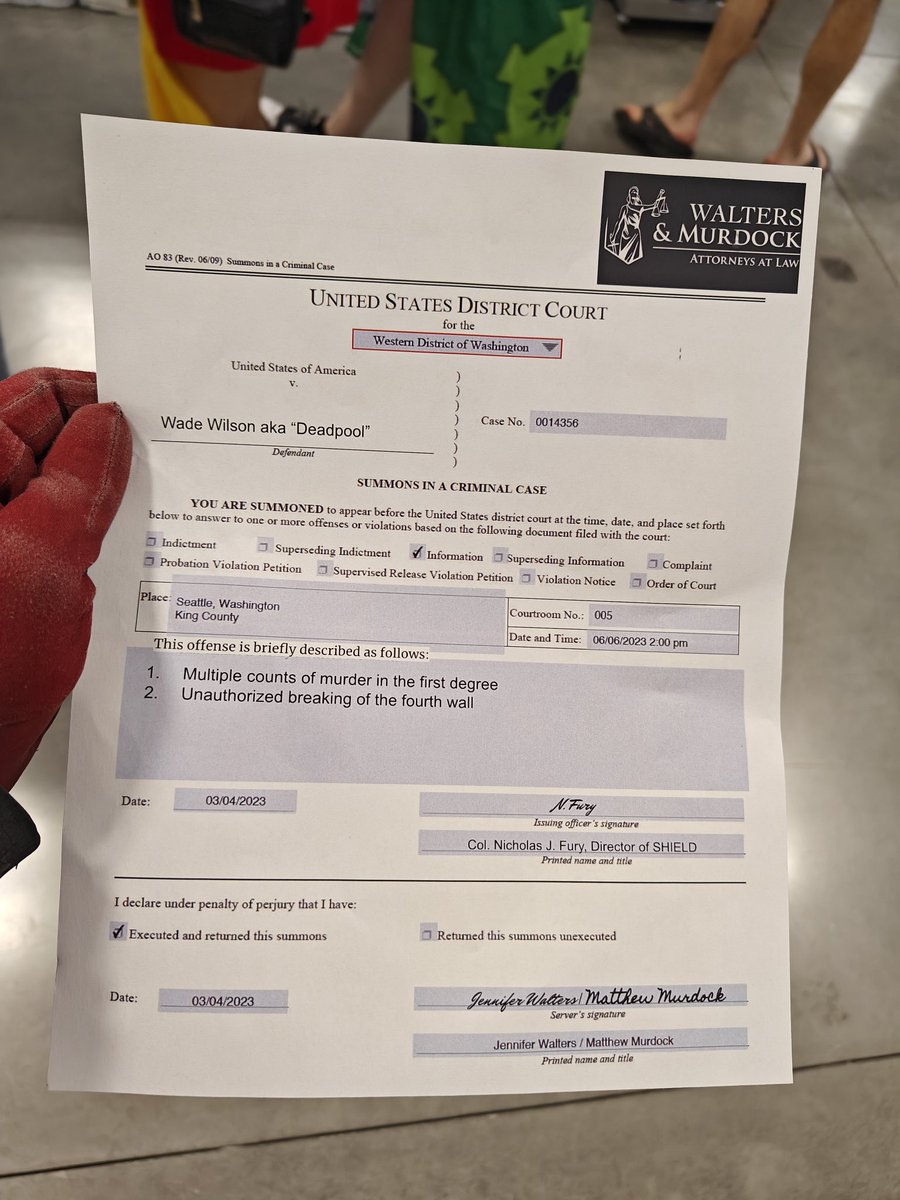 WALTERS
& MURDOCK
ATTORNEYS AT LAW
AO 83 (Rev. 06/09) Summons in a Criminal Case
UNITED STATES DISTRICT COURT
for the
Western District of Washington
United States of America
v.
Wade Wilson aka “Deadpool”
Defendant
)
)
)
)
)
)
)
Case No. 0014356
SUMMONS IN A CRIMINAL CASE
YOU ARE SUMMONED to appear before the United States district court at the time, date, and place set forth
below to answer to one or more offenses or violations based on the following document filed with the court:
Indictment Superseding Indictment ✓ Information Superseding Information Complaint
Probation Violation Petition Supervised Release Violation Petition Violation Notice Order of Court
Place: Seattle, Washington
King County
Courtroom No.: 005
Date and Time: 06/06/2023 2:00 pm
This offense is briefly described as follows:
1. Multiple counts of murder in the first degree
2. Unauthorized breaking of the fourth wall
Date: 03/04/2023
N. Fury
Issuing officer's signature
Col. Nicholas J. Fury, Director of SHIELD
Printed name and title
I declare under penalty of perjury that I have:
✓ Executed and returned this summons Returned this summons unexecuted
Date: 03/04/2023
Jennifer Walters / Matthew Murdock
Server's signature
Jennifer Walters / Matthew Murdock
Printed name and title